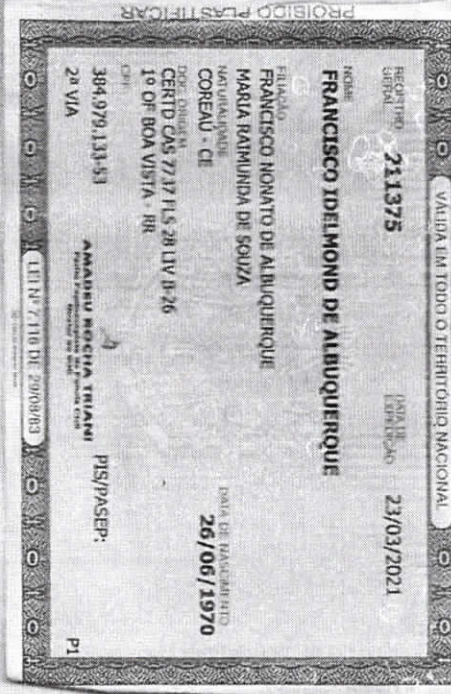 PROIBIDO PLASTIFICAR
VÁLIDA EM TODO O TERRITÓRIO NACIONAL
REGISTRO GERAL 211375 DATA DE EXPEDIÇÃO 23/03/2021
NOME
FRANCISCO IDELMOND DE ALBUQUERQUE
FILIAÇÃO
FRANCISCO NONATO DE ALBUQUERQUE
MARIA RAIMUNDA DE SOUZA
NATURALIDADE DATA DE NASCIMENTO
COREAU - CE 26/06/1970
DOC. ORIGEM
CERTD CAS 7737 FLS 28 LIV B-26
1º OF BOA VISTA - RR
CPF:
384.979.133-53 PIS/PASEP:
2ª VIA
AMADEU ROCHA TRIANI
P1
LEI Nº 7.116 DE 29/08/83